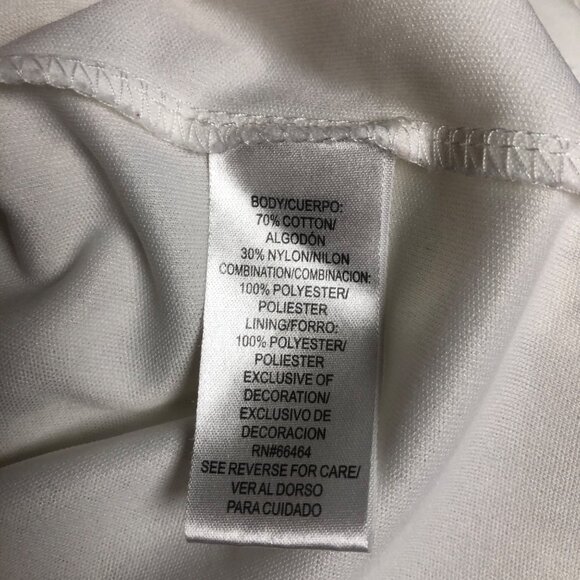 BODY/CUERPO:
70% COTTON/
ALGODÓN
30% NYLON/NILON
COMBINATION/COMBINACION:
100% POLYESTER/
POLIESTER
LINING/FORRO:
100% POLYESTER/
POLIESTER
EXCLUSIVE OF
DECORATION/
EXCLUSIVO DE
DECORACION
RN#66464
SEE REVERSE FOR CARE/
VER AL DORSO
PARA CUIDADO